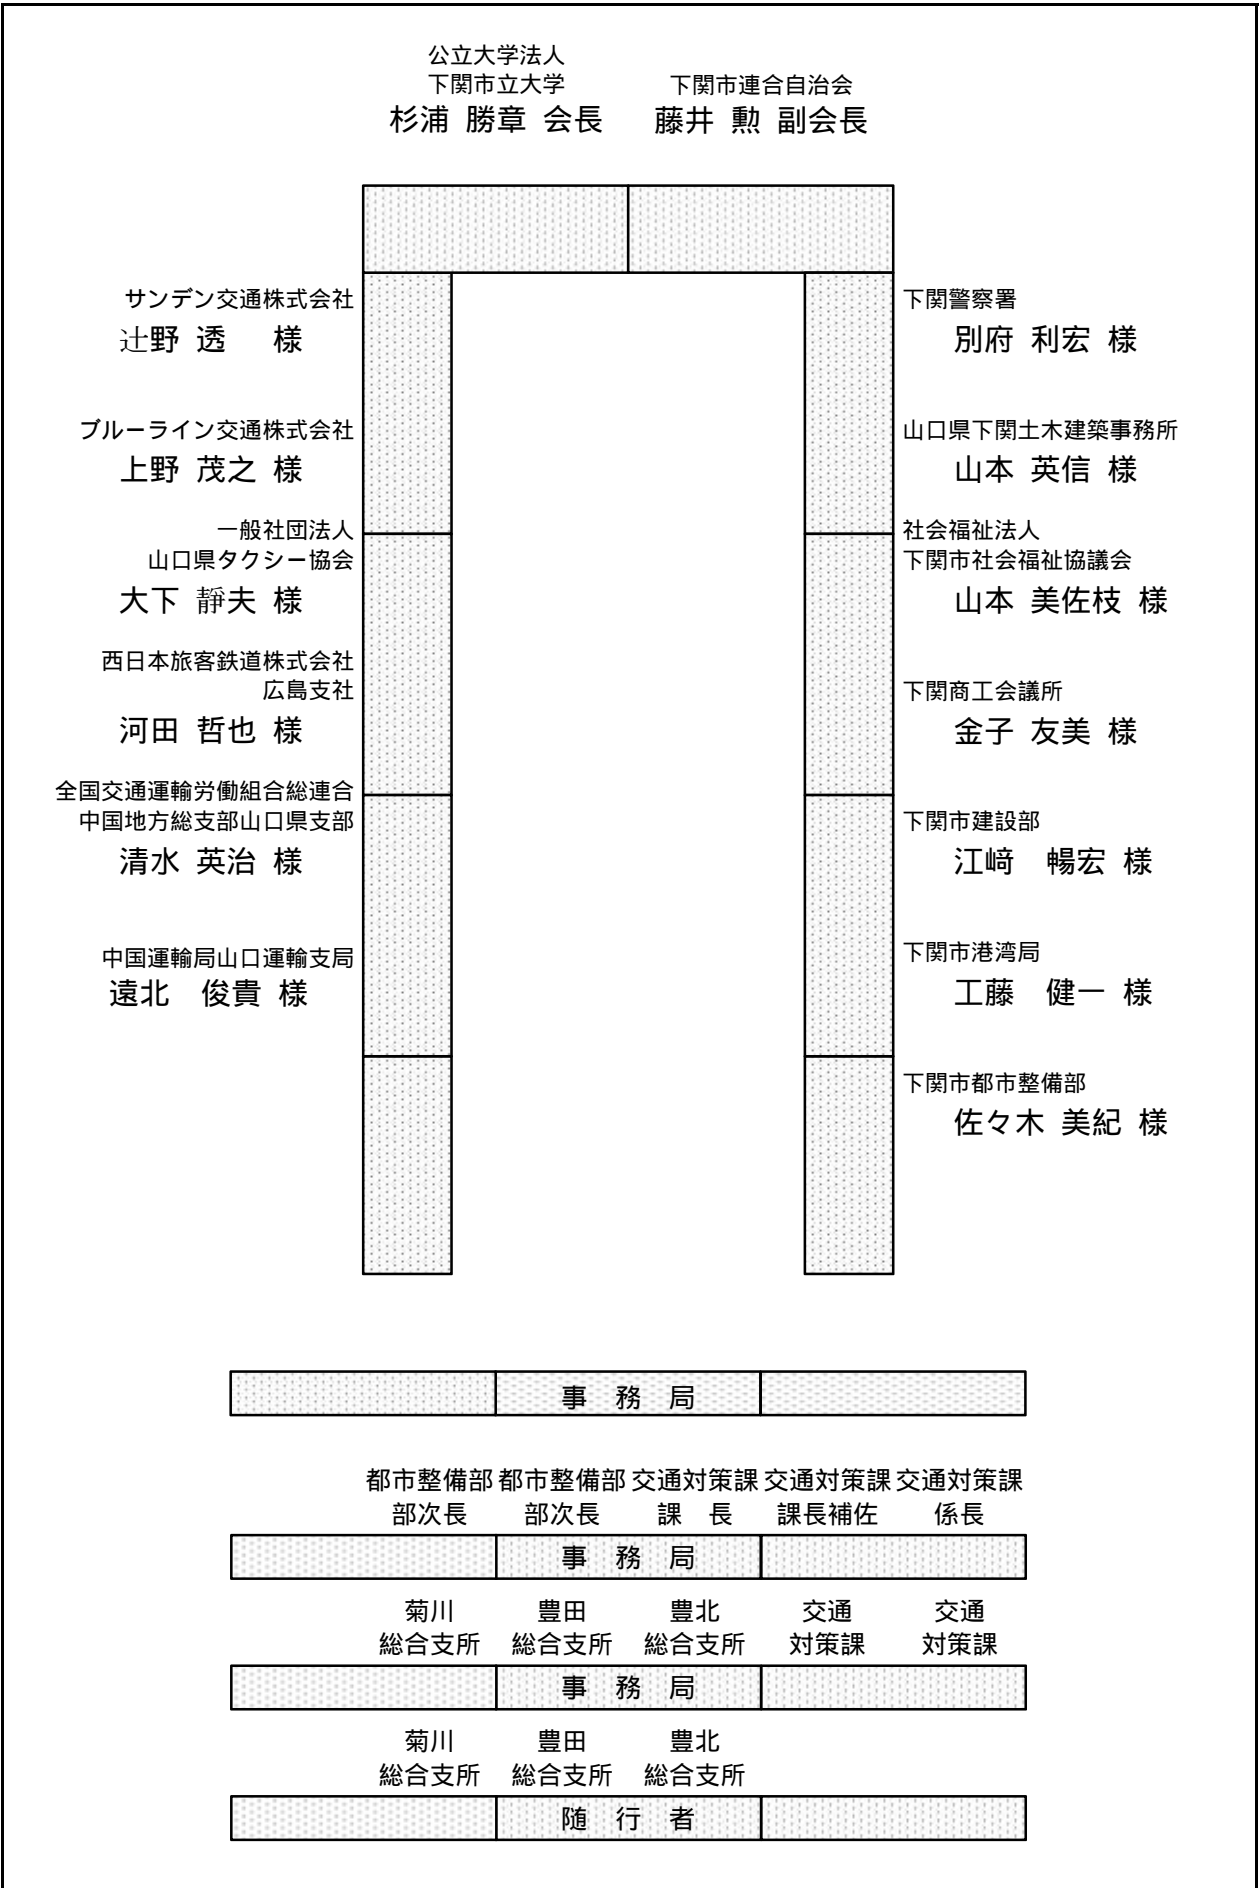 公立大学法人
下関市立大学
杉浦 勝章 会長
下関市連合自治会
藤井 勲 副会長
サンデン交通株式会社
辻野 透 様
ブルーライン交通株式会社
上野 茂之 様
一般社団法人
山口県タクシー協会
大下 靜夫 様
西日本旅客鉄道株式会社
広島支社
河田 哲也 様
全国交通運輸労働組合総連合
中国地方総支部山口県支部
清水 英治 様
中国運輸局山口運輸支局
遠北 俊貴 様
下関警察署
別府 利宏 様
山口県下関土木建築事務所
山本 英信 様
社会福祉法人
下関市社会福祉協議会
山本 美佐枝 様
下関商工会議所
金子 友美 様
下関市建設部
江﨑 暢宏 様
下関市港湾局
工藤 健一 様
下関市都市整備部
佐々木 美紀 様
事 務 局
都市整備部 都市整備部 交通対策課 交通対策課 交通対策課
部次長 部次長 課 長 課長補佐 係長
事 務 局
菊川 豊田 豊北 交通 交通
総合支所 総合支所 総合支所 対策課 対策課
事 務 局
菊川 豊田 豊北
総合支所 総合支所 総合支所
随 行 者